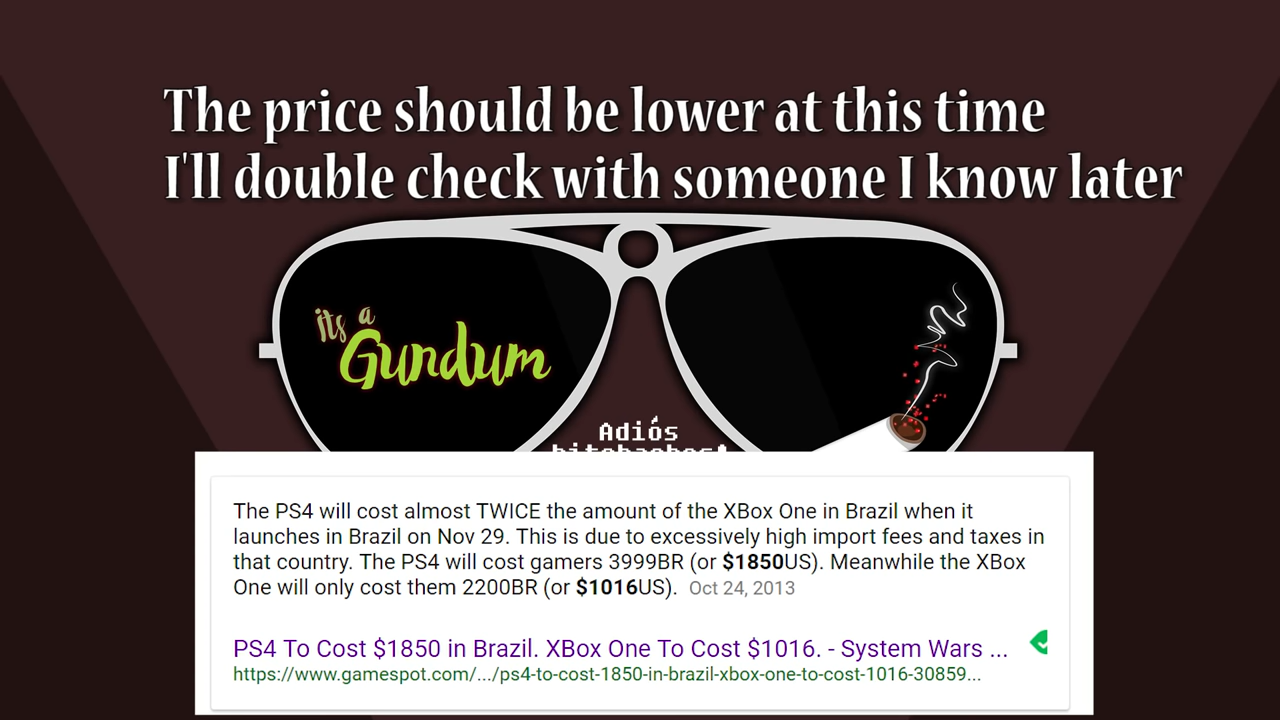 The price should be lower at this time
I'll double check with someone I know later
its a
Gundum
Adiós
The PS4 will cost almost TWICE the amount of the XBox One in Brazil when it
launches in Brazil on Nov 29. This is due to excessively high import fees and taxes in
that country. The PS4 will cost gamers 3999BR (or $1850US). Meanwhile the XBox
One will only cost them 2200BR (or $1016US). Oct 24, 2013
PS4 To Cost $1850 in Brazil. XBox One To Cost $1016. - System Wars ...
https://www.gamespot.com/.../ps4-to-cost-1850-in-brazil-xbox-one-to-cost-1016-30859...